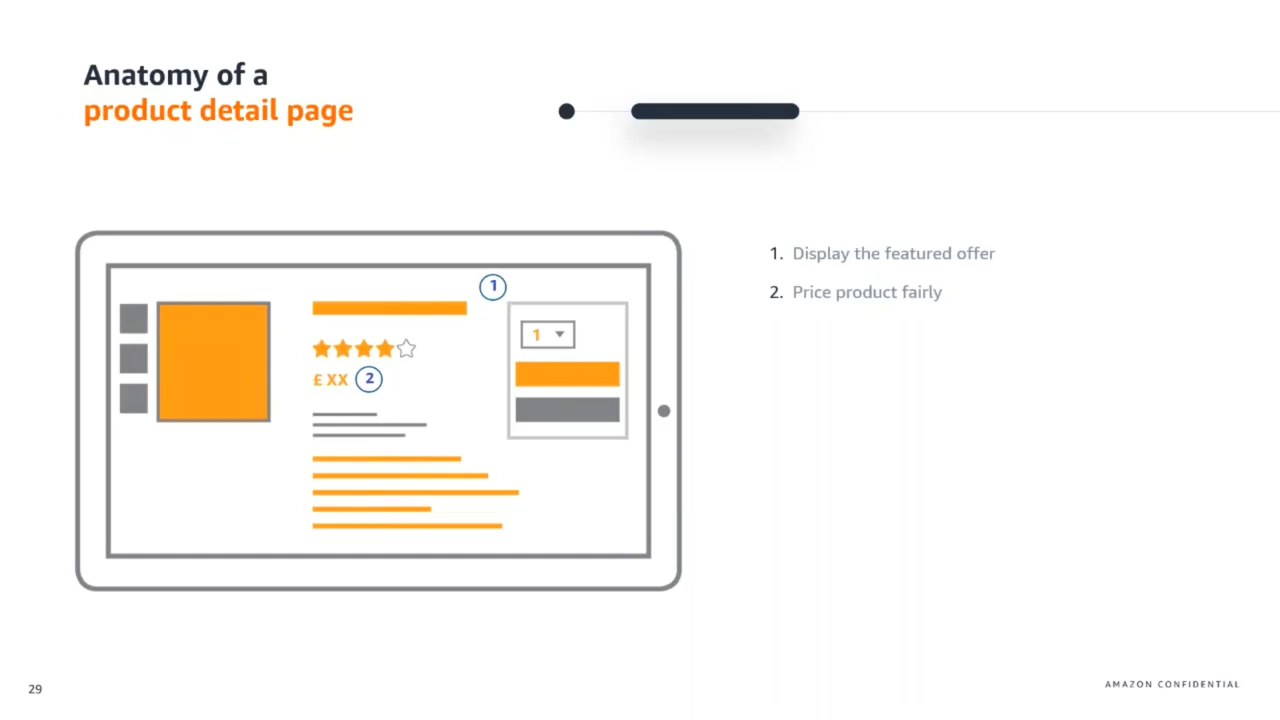 Anatomy of a
product detail page
1
1
£ XX 2
1. Display the featured offer
2. Price product fairly
29
AMAZON CONFIDENTIAL